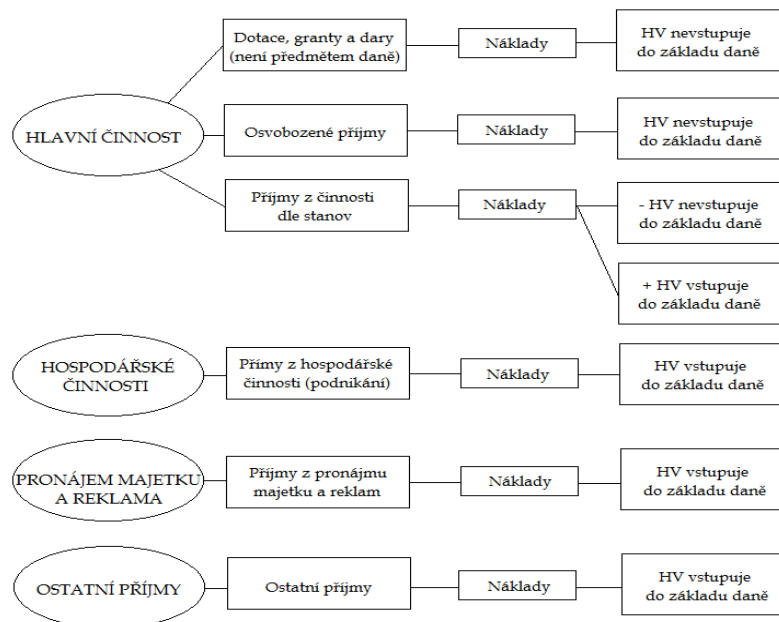 Dotace, granty a dary
(není předmětem daně)
Náklady
HV nevstupuje
do základu daně
HLAVNÍ ČINNOST
Osvobozené příjmy
Náklady
HV nevstupuje
do základu daně
Příjmy z činnosti
dle stanov
Náklady
- HV nevstupuje
do základu daně
+ HV vstupuje
do základu daně
HOSPODÁŘSKÉ
ČINNOSTI
Přímy z hospodářské
činnosti (podnikání)
Náklady
HV vstupuje
do základu daně
PRONÁJEM MAJETKU
A REKLAMA
Příjmy z pronájmu
majetku a reklam
Náklady
HV vstupuje
do základu daně
OSTATNÍ PŘÍJMY
Ostatní příjmy
Náklady
HV vstupuje
do základu daně